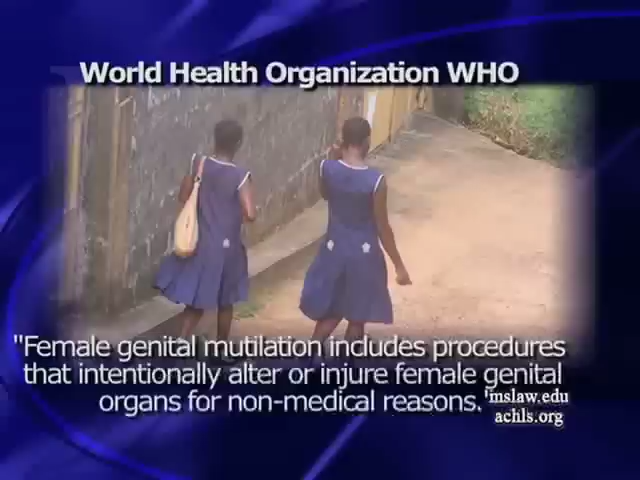 World Health Organization WHO
"Female genital mutilation includes procedures
that intentionally alter or injure female genital
organs for non-medical reasons."
mslaw.edu
achls.org